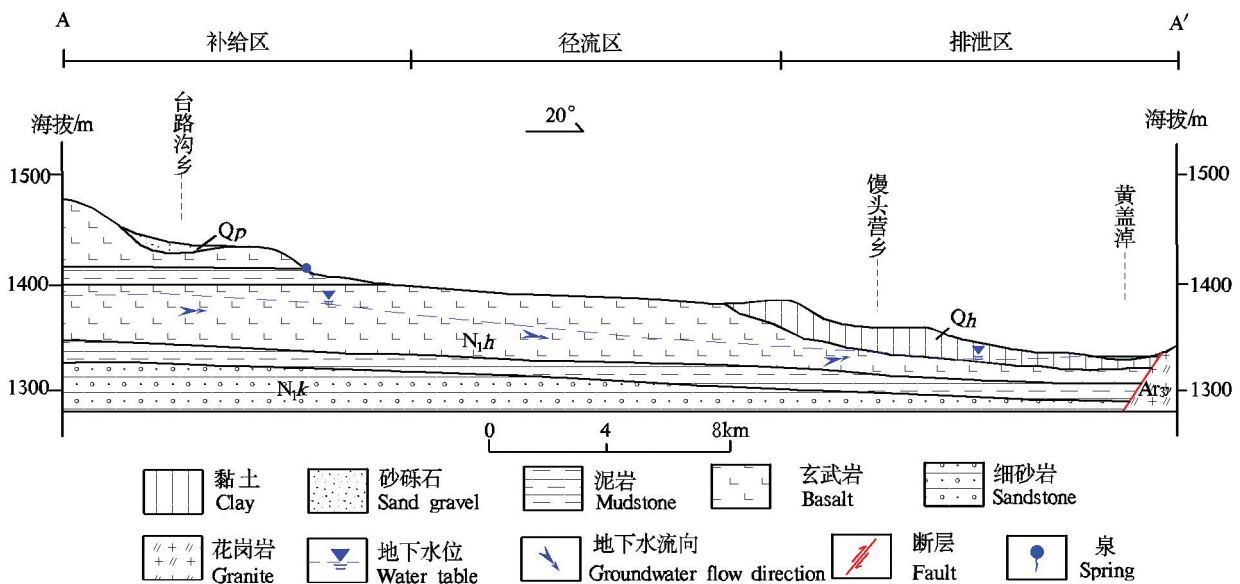 A
A′
补给区
径流区
排泄区
台路沟乡
20°
海拔/m
海拔/m
馒头营乡
黄盖淖
1500
1500
Qp
1400
1400
Qh
N₁h
1300
1300
N₁k
0
4
8km
黏土
Clay
砂砾石
Sand gravel
泥岩
Mudstone
玄武岩
Basalt
细砂岩
Sandstone
花岗岩
Granite
地下水位
Water table
地下水流向
Groundwater flow direction
断层
Fault
泉
Spring